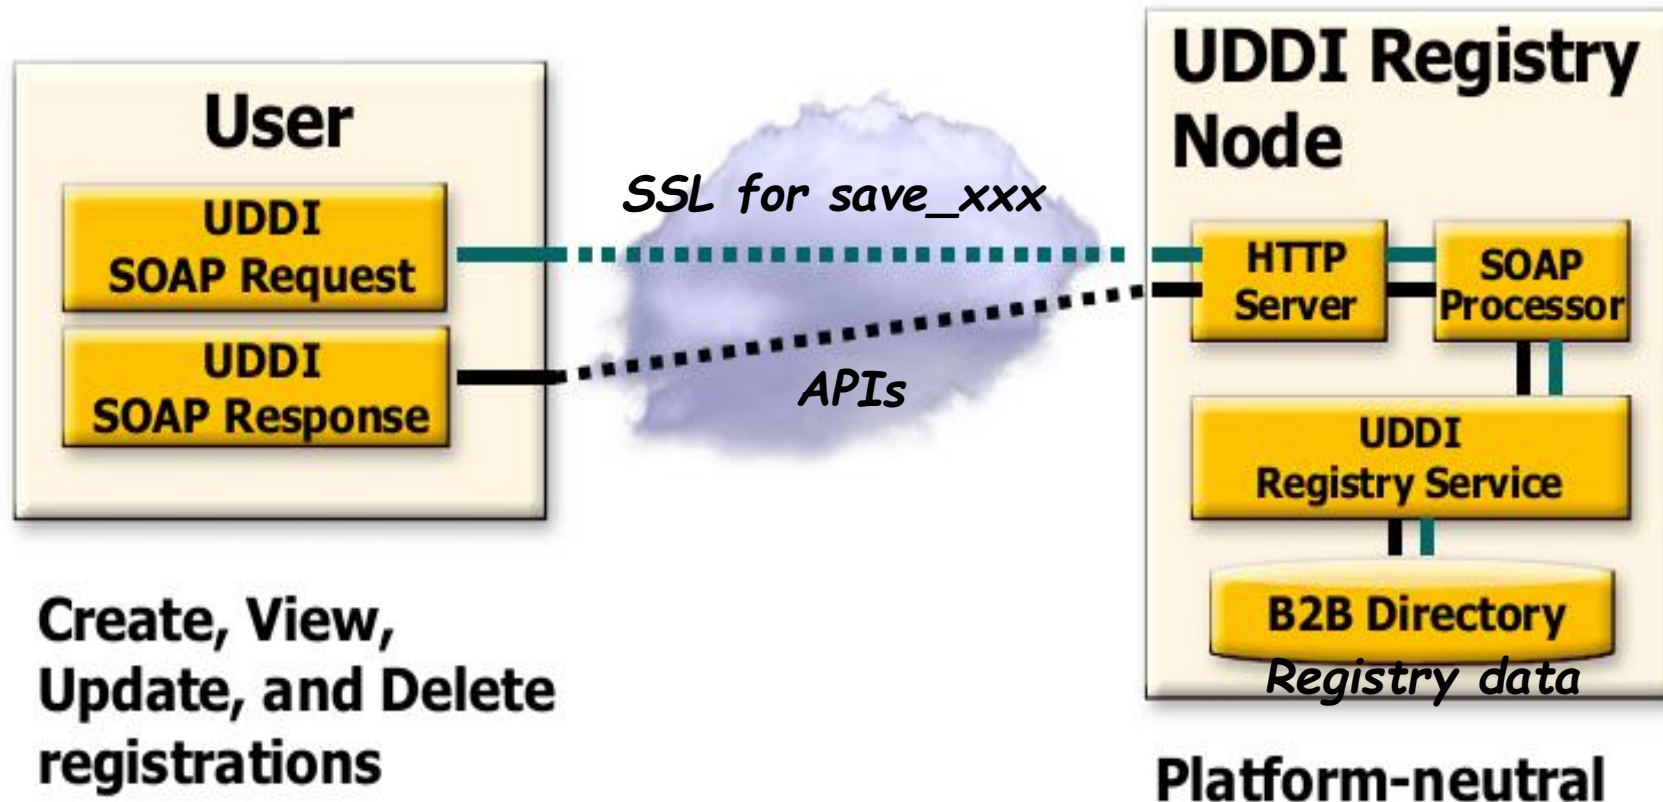 User
UDDI
SOAP Request
UDDI
SOAP Response
Create, View,
Update, and Delete
registrations
SSL for save_xxx
APIs
UDDI Registry
Node
HTTP
Server
SOAP
Processor
UDDI
Registry Service
B2B Directory
Registry data
Platform-neutral